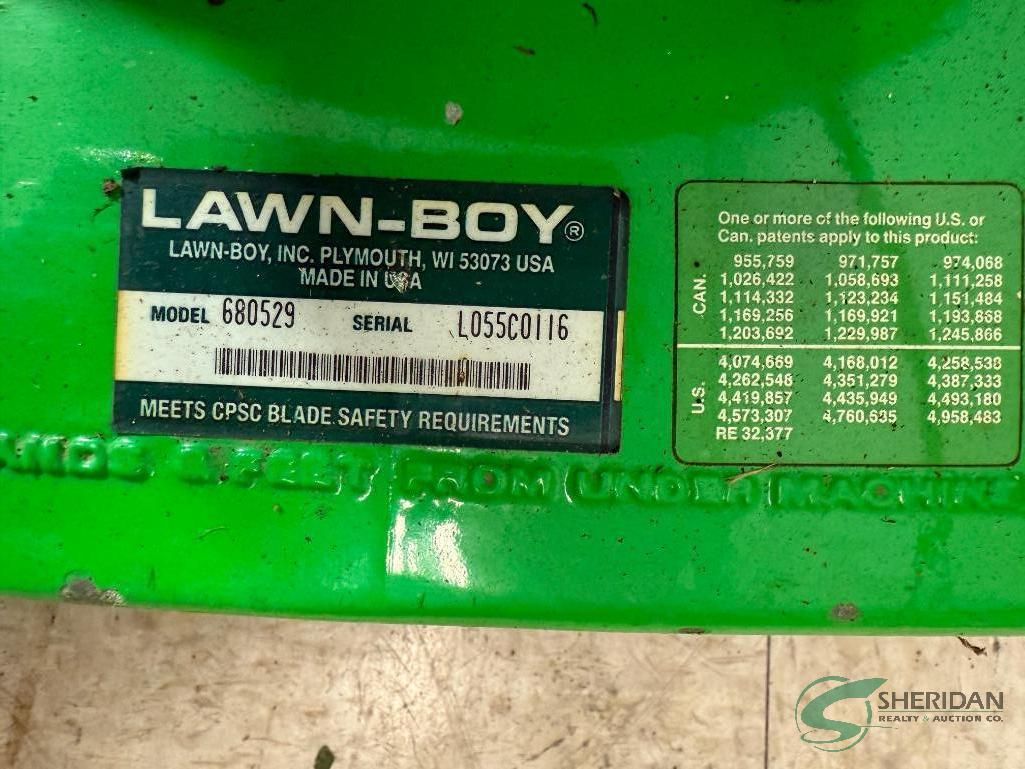 LAWN-BOY®
LAWN-BOY, INC. PLYMOUTH, WI 53073 USA
MADE IN USA
MODEL 680529 SERIAL L055C0116
MEETS CPSC BLADE SAFETY REQUIREMENTS
One or more of the following U.S. or
Can. patents apply to this product:
CAN.
955,759 971,757 974,068
1,026,422 1,058,693 1,111,258
1,114,332 1,123,234 1,151,484
1,169,256 1,169,921 1,193,868
1,203,692 1,229,987 1,245,866
U.S.
4,074,669 4,168,012 4,258,538
4,262,548 4,351,279 4,387,333
4,419,857 4,435,949 4,493,180
4,573,307 4,760,635 4,958,483
RE 32,377
ANDS & FEET FROM UNDER MACHINE
SHERIDAN
REALTY & AUCTION CO.